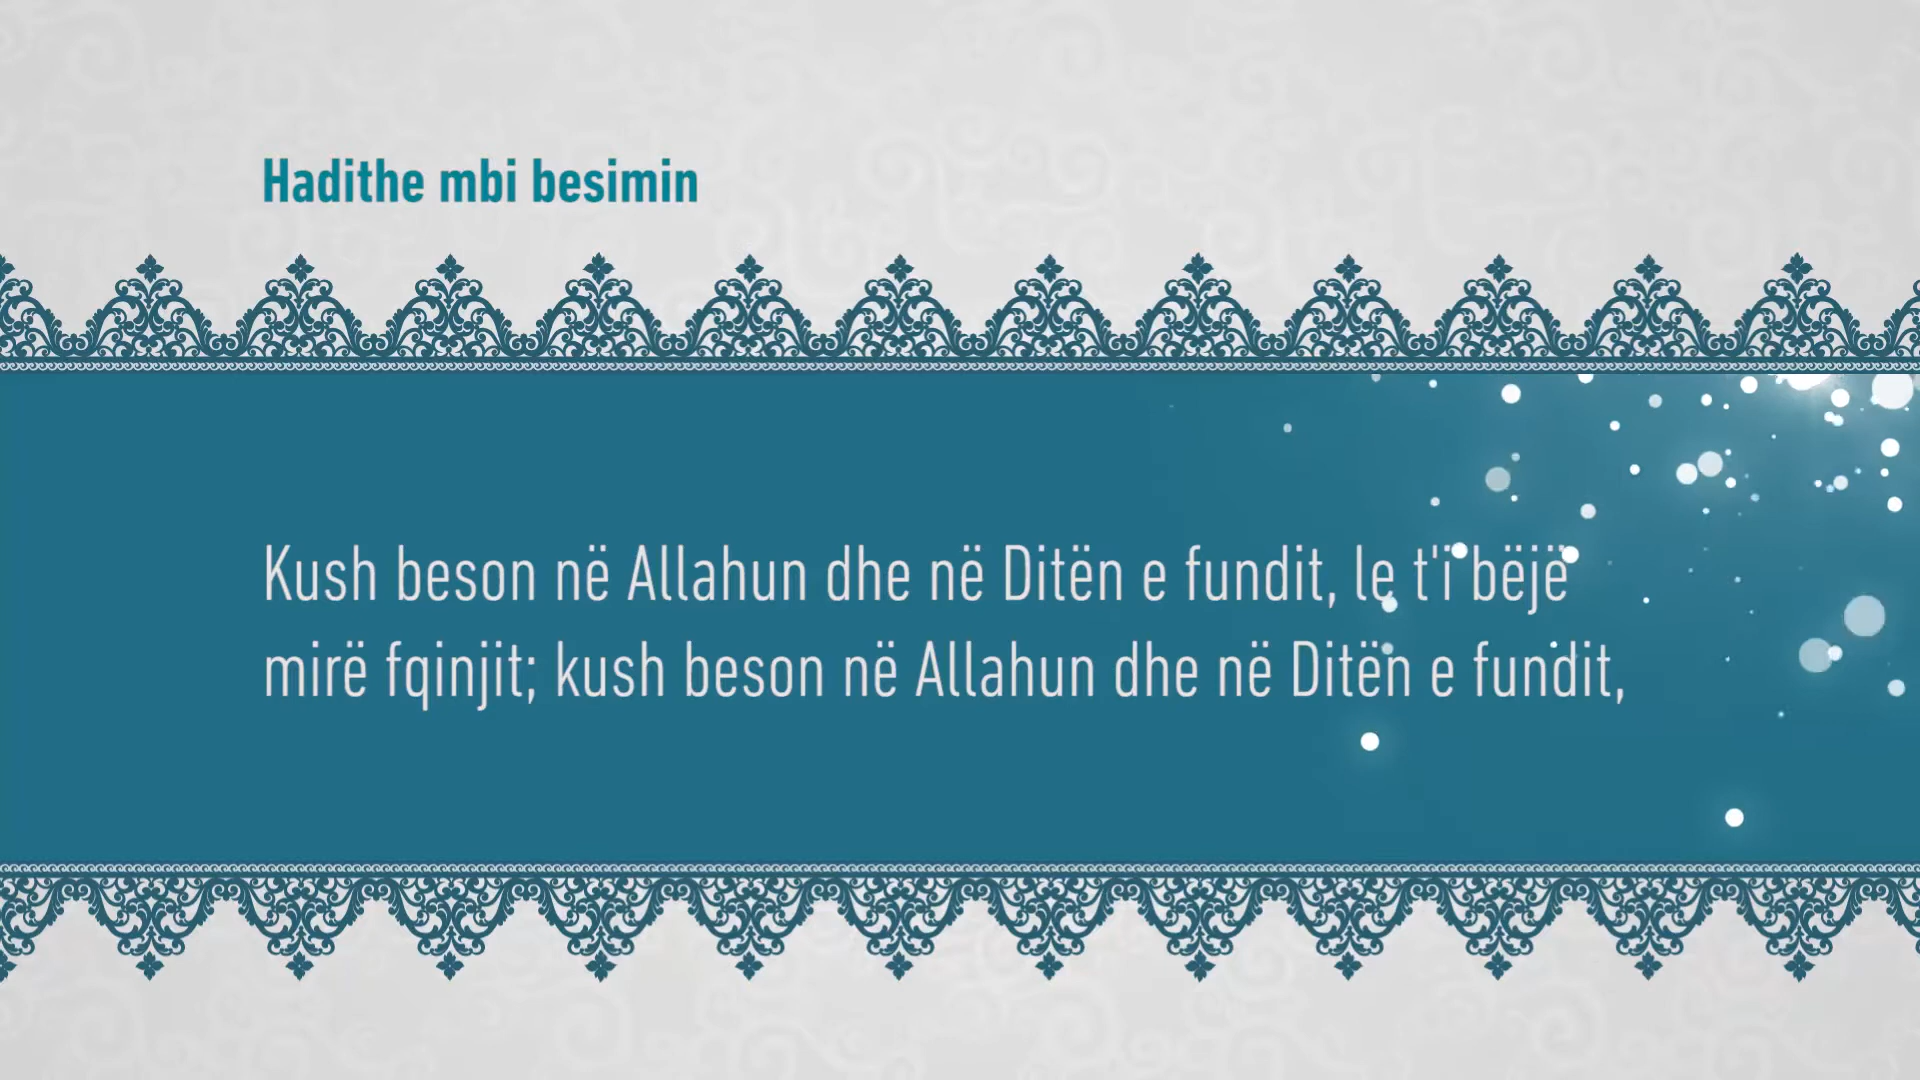 Hadithe mbi besimin
Kush beson në Allahun dhe në Ditën e fundit, le t'i bëjë
mirë fqinjit; kush beson në Allahun dhe në Ditën e fundit,